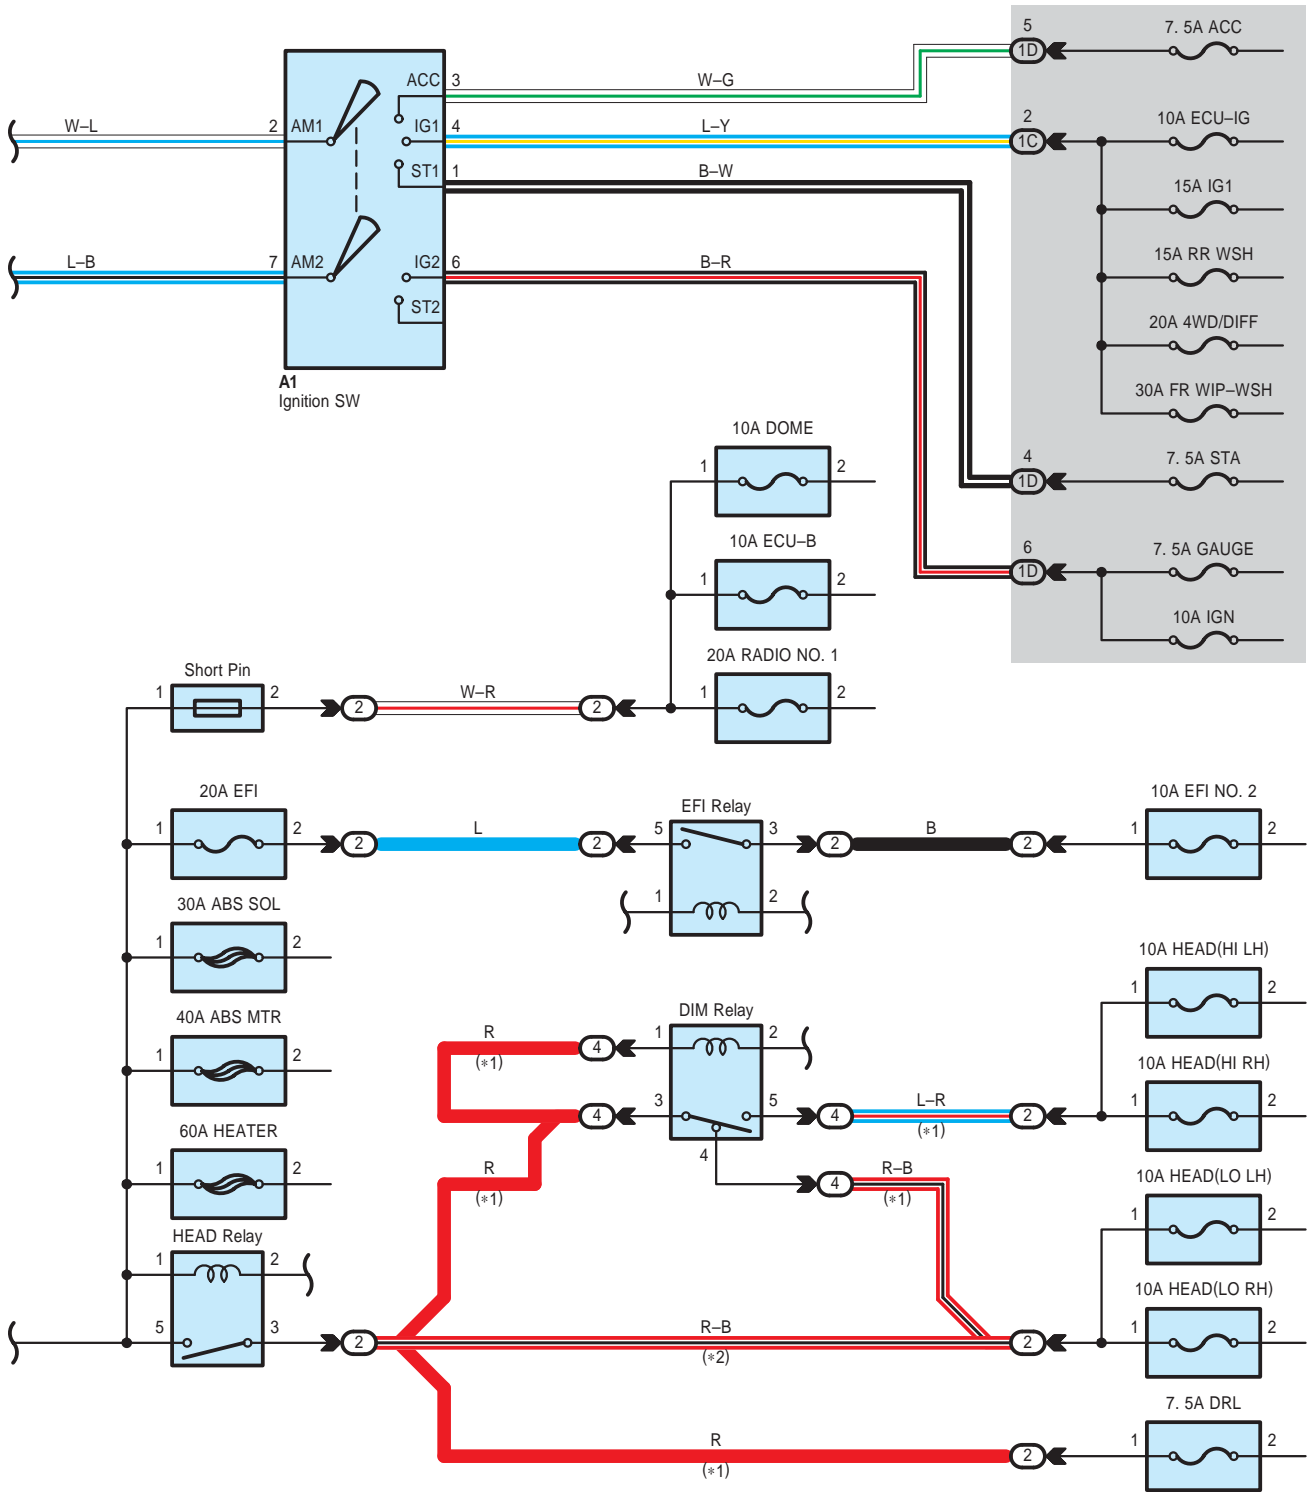 5
7. 5A ACC
1D
ACC 3
W–G
W–L
2 AM1
IG1 4
L–Y
2
10A ECU–IG
1C
ST1 1
B–W
15A IG1
L–B
7 AM2
IG2 6
B–R
15A RR WSH
ST2
20A 4WD/DIFF
A1
Ignition SW
30A FR WIP–WSH
10A DOME
1 2
4
7. 5A STA
1D
10A ECU–B
1 2
6
7. 5A GAUGE
1D
10A IGN
20A RADIO NO. 1
1 2
Short Pin
1 2
2
W–R
2
20A EFI
1 2
2
L
2
EFI Relay
5 3
2
B
2
10A EFI NO. 2
1 2
1 2
30A ABS SOL
1 2
10A HEAD(HI LH)
1 2
40A ABS MTR
1 2
R
(*1)
4
DIM Relay
1 2
10A HEAD(HI RH)
1 2
4
3 5
4
L–R
(*1)
2
60A HEATER
1 2
R
(*1)
4
4
R–B
(*1)
10A HEAD(LO LH)
1 2
HEAD Relay
1 2
5 3
2
R–B
(*2)
2
10A HEAD(LO RH)
1 2
R
(*1)
2
7. 5A DRL
1 2